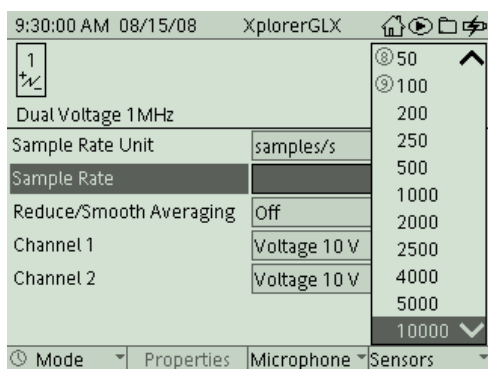 9:30:00 AM 08/15/08 XplorerGLX
1
Dual Voltage 1MHz
Sample Rate Unit samples/s
Sample Rate
Reduce/Smooth Averaging Off
Channel 1 Voltage 10 V
Channel 2 Voltage 10 V
⑧ 50
⑨ 100
200
250
500
1000
2000
2500
4000
5000
10000
Mode Properties Microphone Sensors